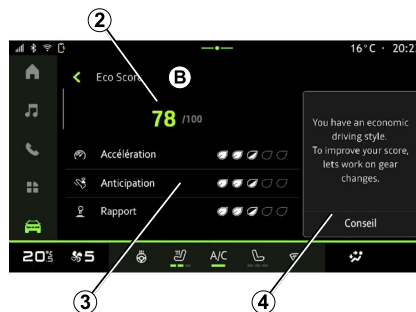 2
16°C · 20:2
Eco Scor
B
78 /100
Accélération
Anticipation
Rapport
You have an economic
driving style.
To improve your score,
lets work on gear
changes.
Conseil
20
5
A/C
3
4